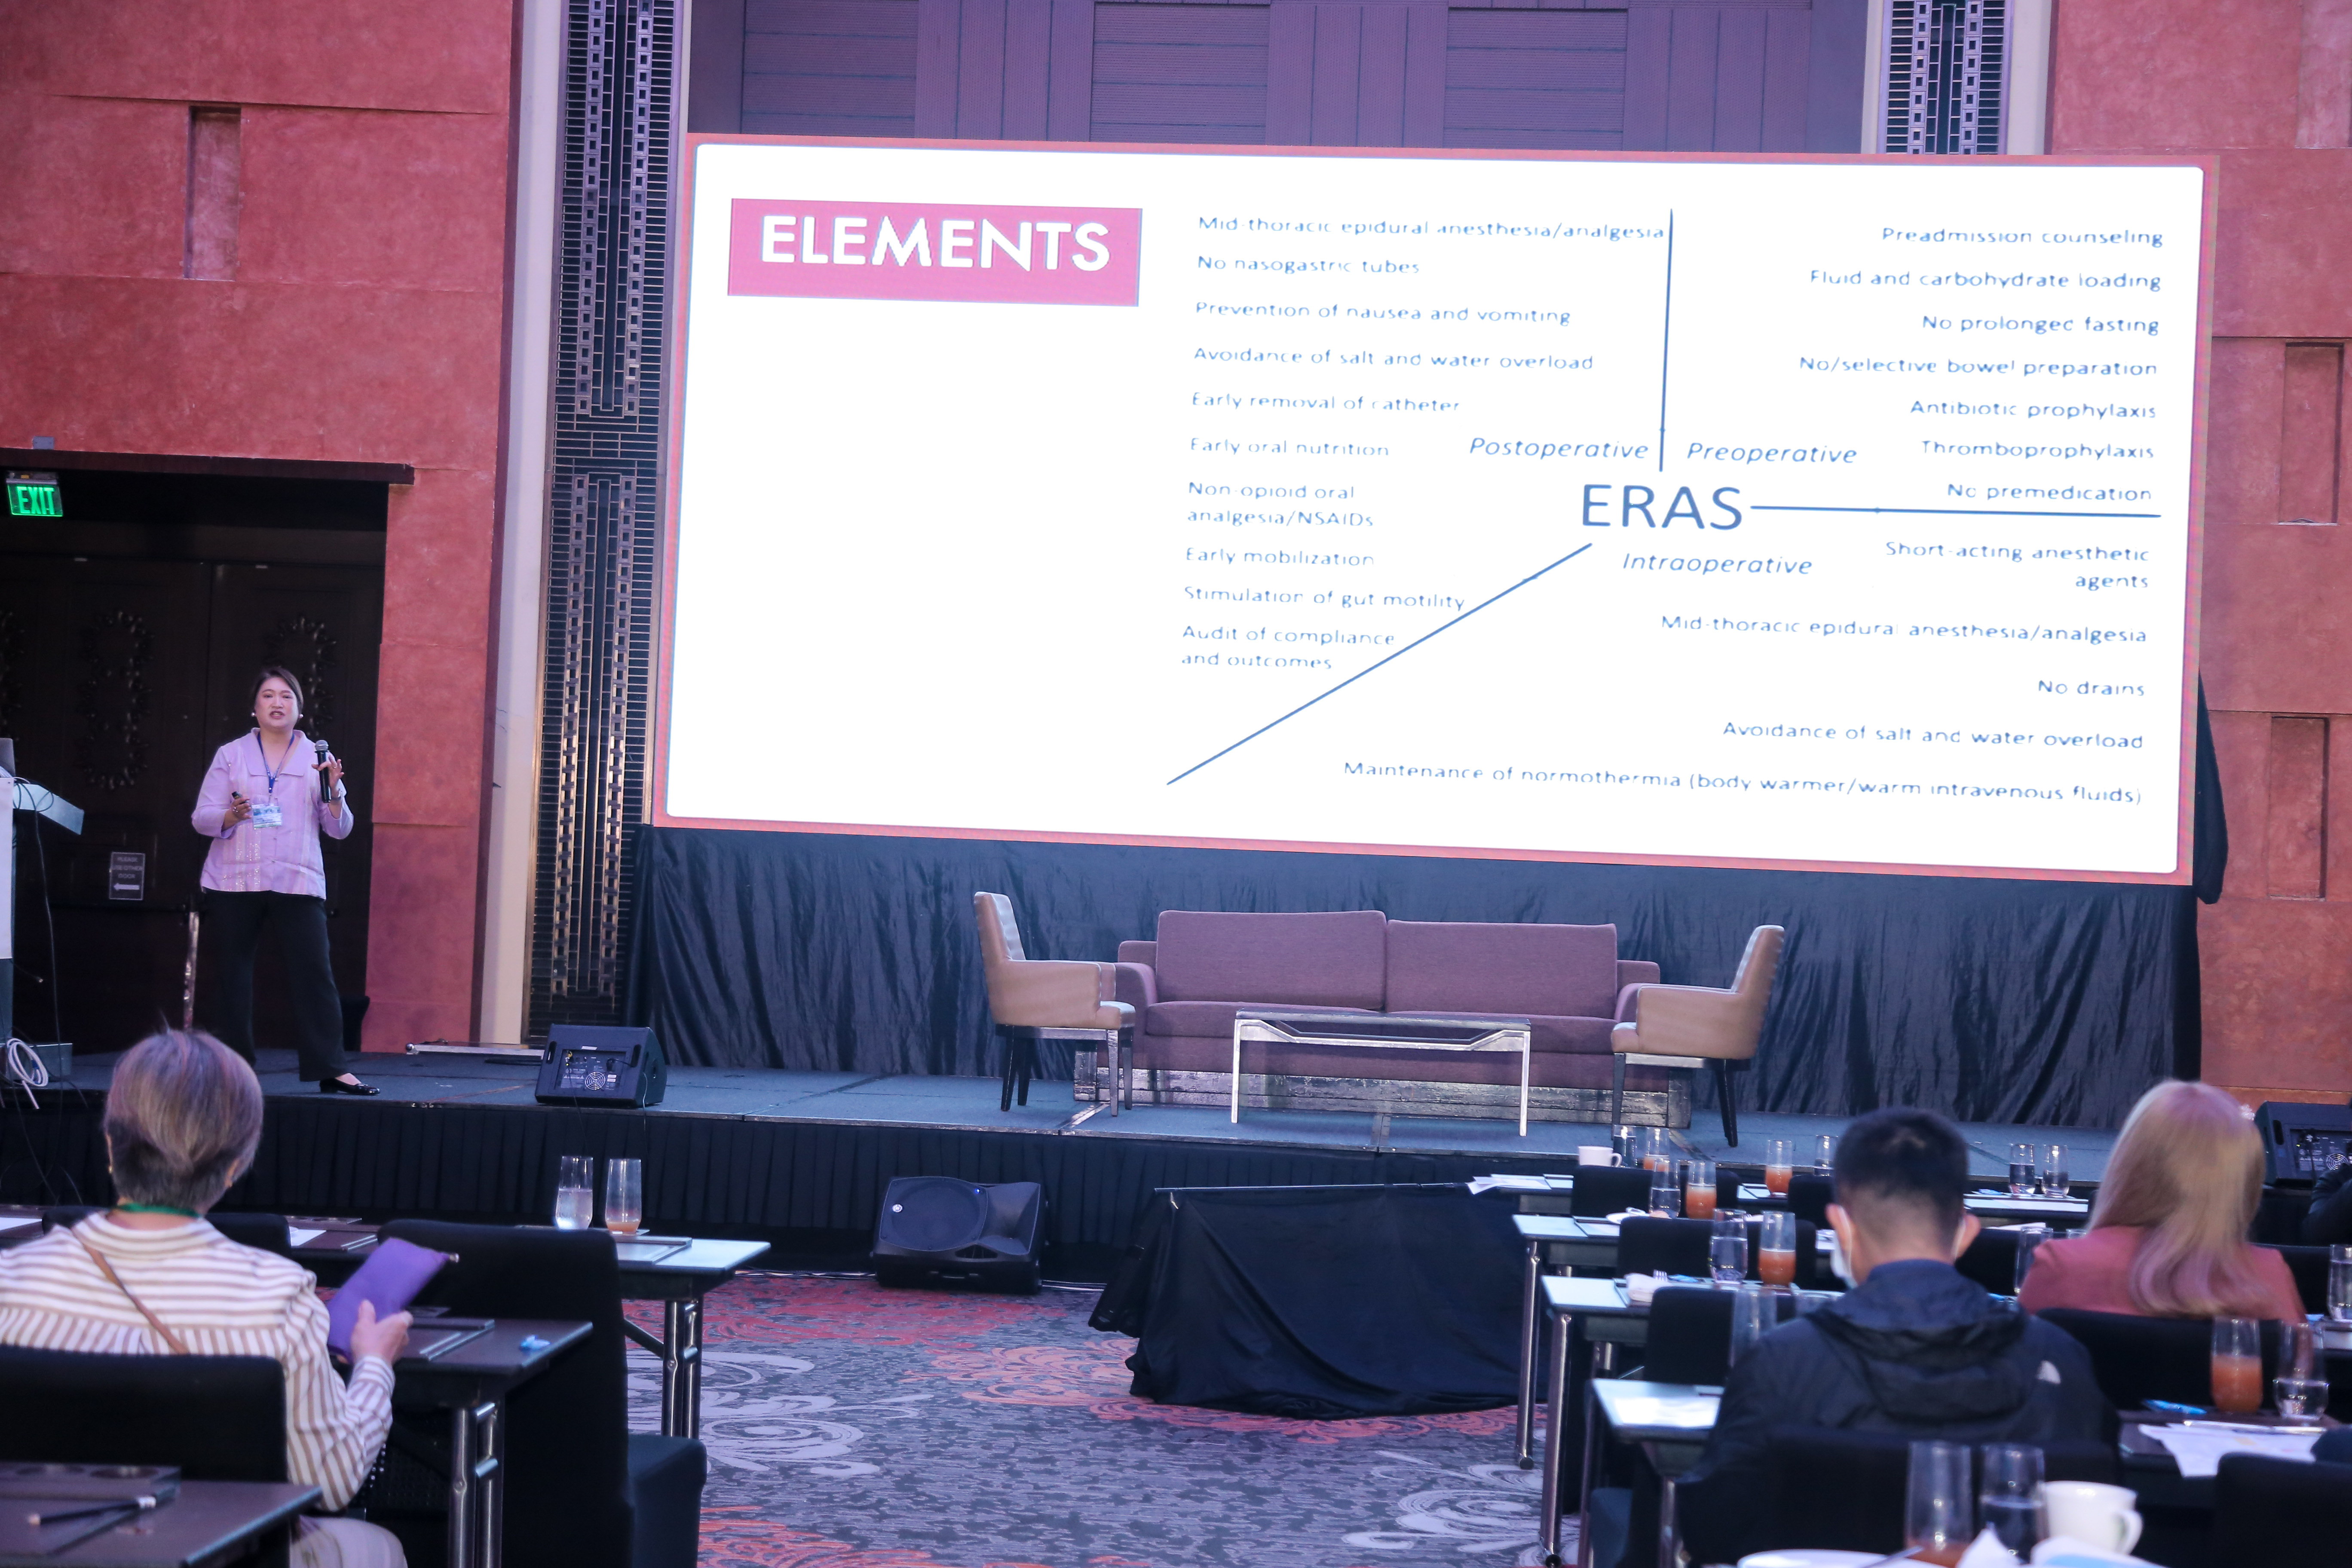 ELEMENTS
Mid-thoracic epidural anesthesia/analgesia
No nasogastric tubes
Prevention of nausea and vomiting
Avoidance of salt and water overload
Early removal of catheter
Early oral nutrition
Non-opioid oral
analgesia/NSAIDs
Early mobilization
Stimulation of gut motility
Audit of compliance
and outcomes
Postoperative
Preoperative
Preadmission counseling
Fluid and carbohydrate loading
No prolonged fasting
No/selective bowel preparation
Antibiotic prophylaxis
Thromboprophylaxis
No premedication
ERAS
Intraoperative
Short-acting anesthetic
agents
Mid-thoracic epidural anesthesia/analgesia
No drains
Avoidance of salt and water overload
Maintenance of normothermia (body warmer/warm intravenous fluids)
EXIT
PLEASE
USE OTHER
DOOR